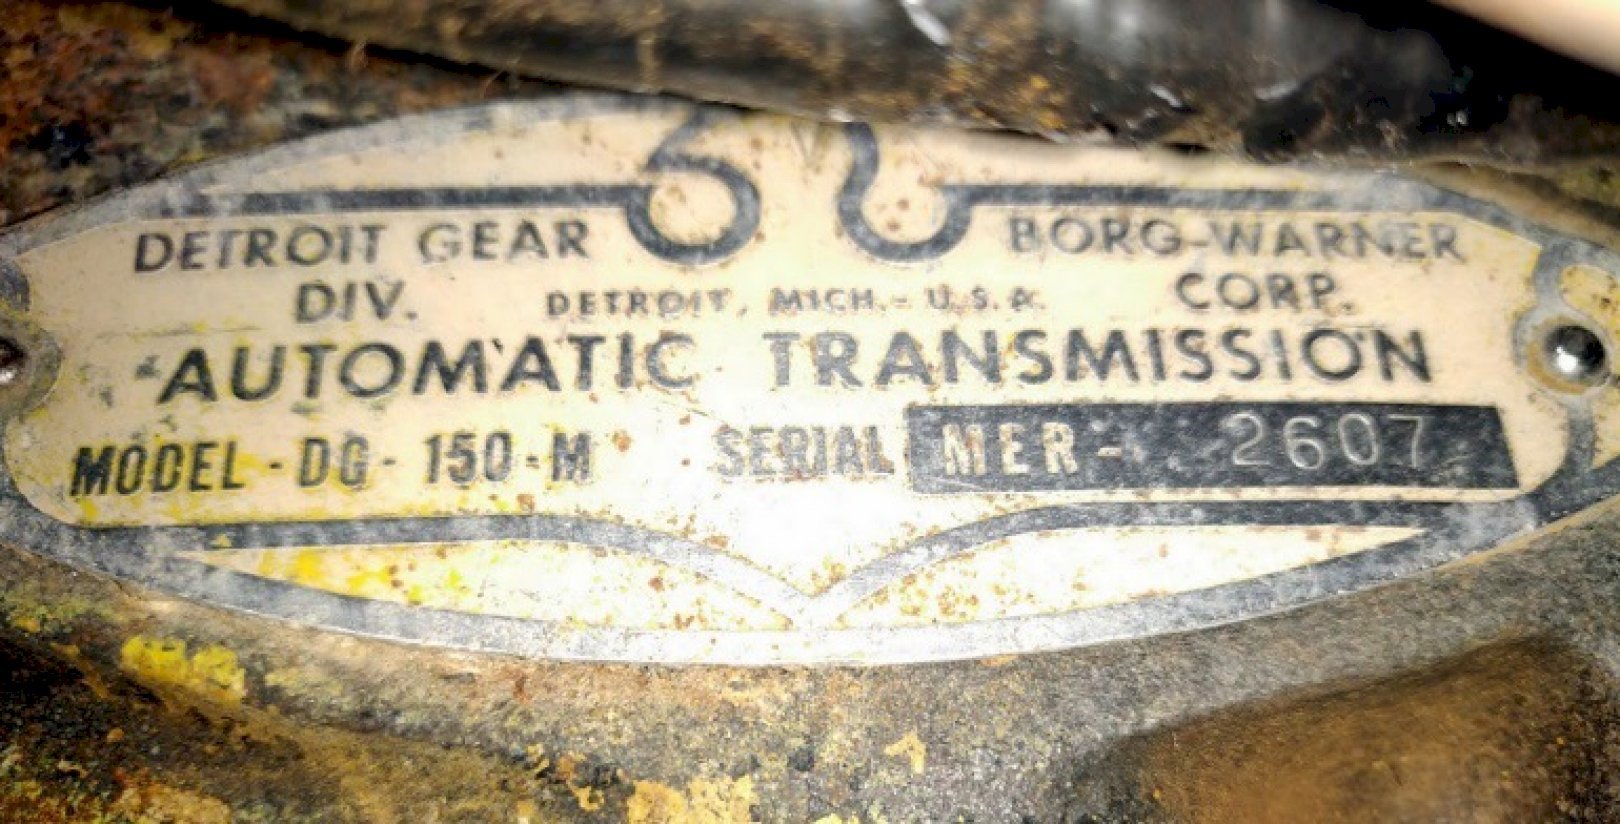 DETROIT GEAR BORG-WARNER
DIV. DETROIT, MICH.- U.S.A. CORP.
AUTOMATIC TRANSMISSION
MODEL - DG - 150 - M SERIAL MER - 2607